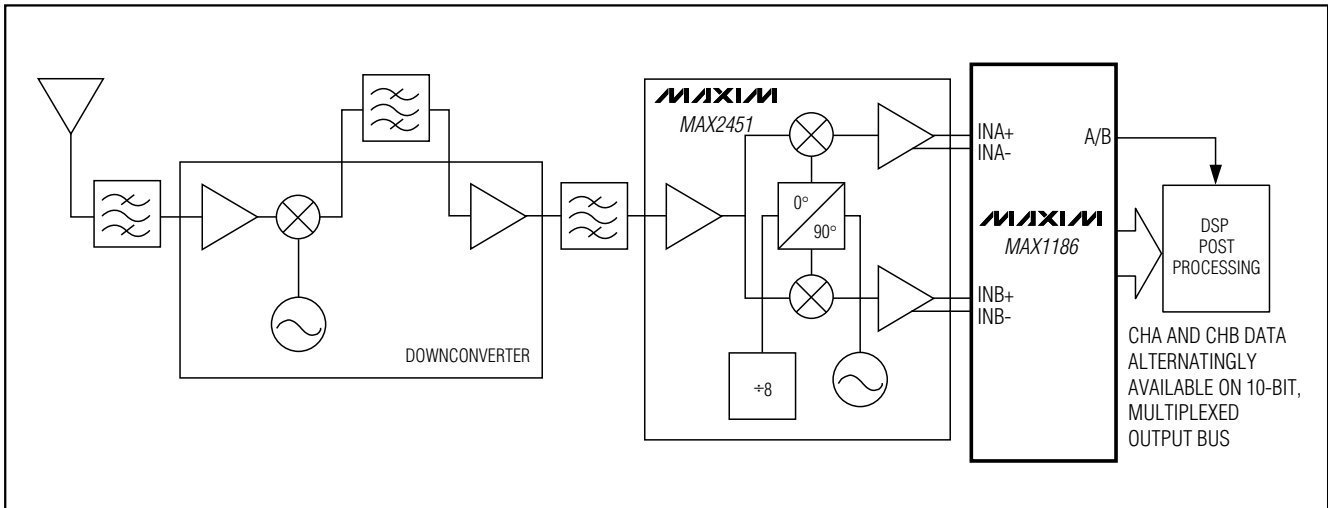 MAXIM
MAX2451
INA+
INA-
A/B
0°
90°
MAXIM
MAX1186
DSP
POST
PROCESSING
INB+
INB-
DOWNCONVERTER
÷8
CHA AND CHB DATA
ALTERNATINGLY
AVAILABLE ON 10-BIT,
MULTIPLEXED
OUTPUT BUS